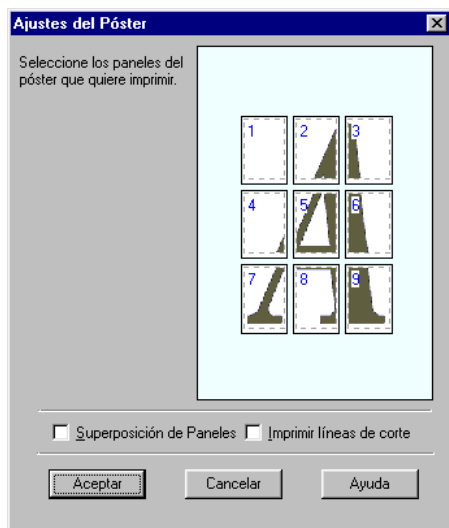 Ajustes del Póster
Seleccione los paneles del
póster que quiere imprimir.
1 2 3
4 5 6
7 8 9
Superposición de Paneles Imprimir líneas de corte
Aceptar Cancelar Ayuda